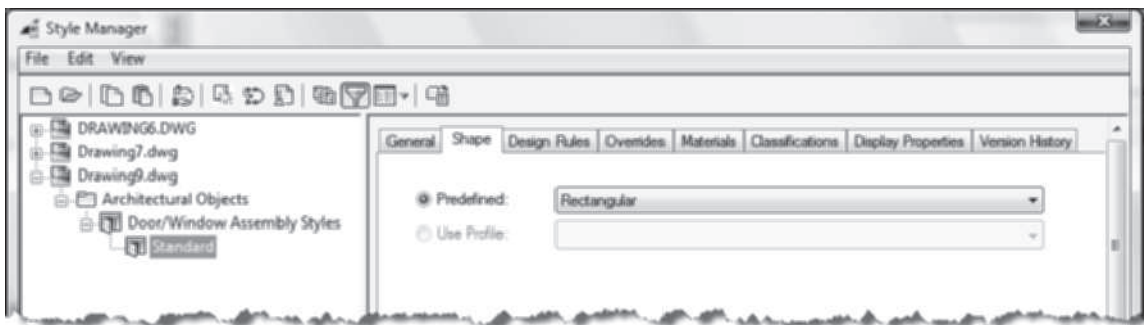 Style Manager
File Edit View
DRAWING6.DWG
Drawing7.dwg
Drawing9.dwg
Architectural Objects
Door/Window Assembly Styles
Standard
General Shape Design Rules Overrides Materials Classifications Display Properties Version History
Predefined: Rectangular
Use Profile: